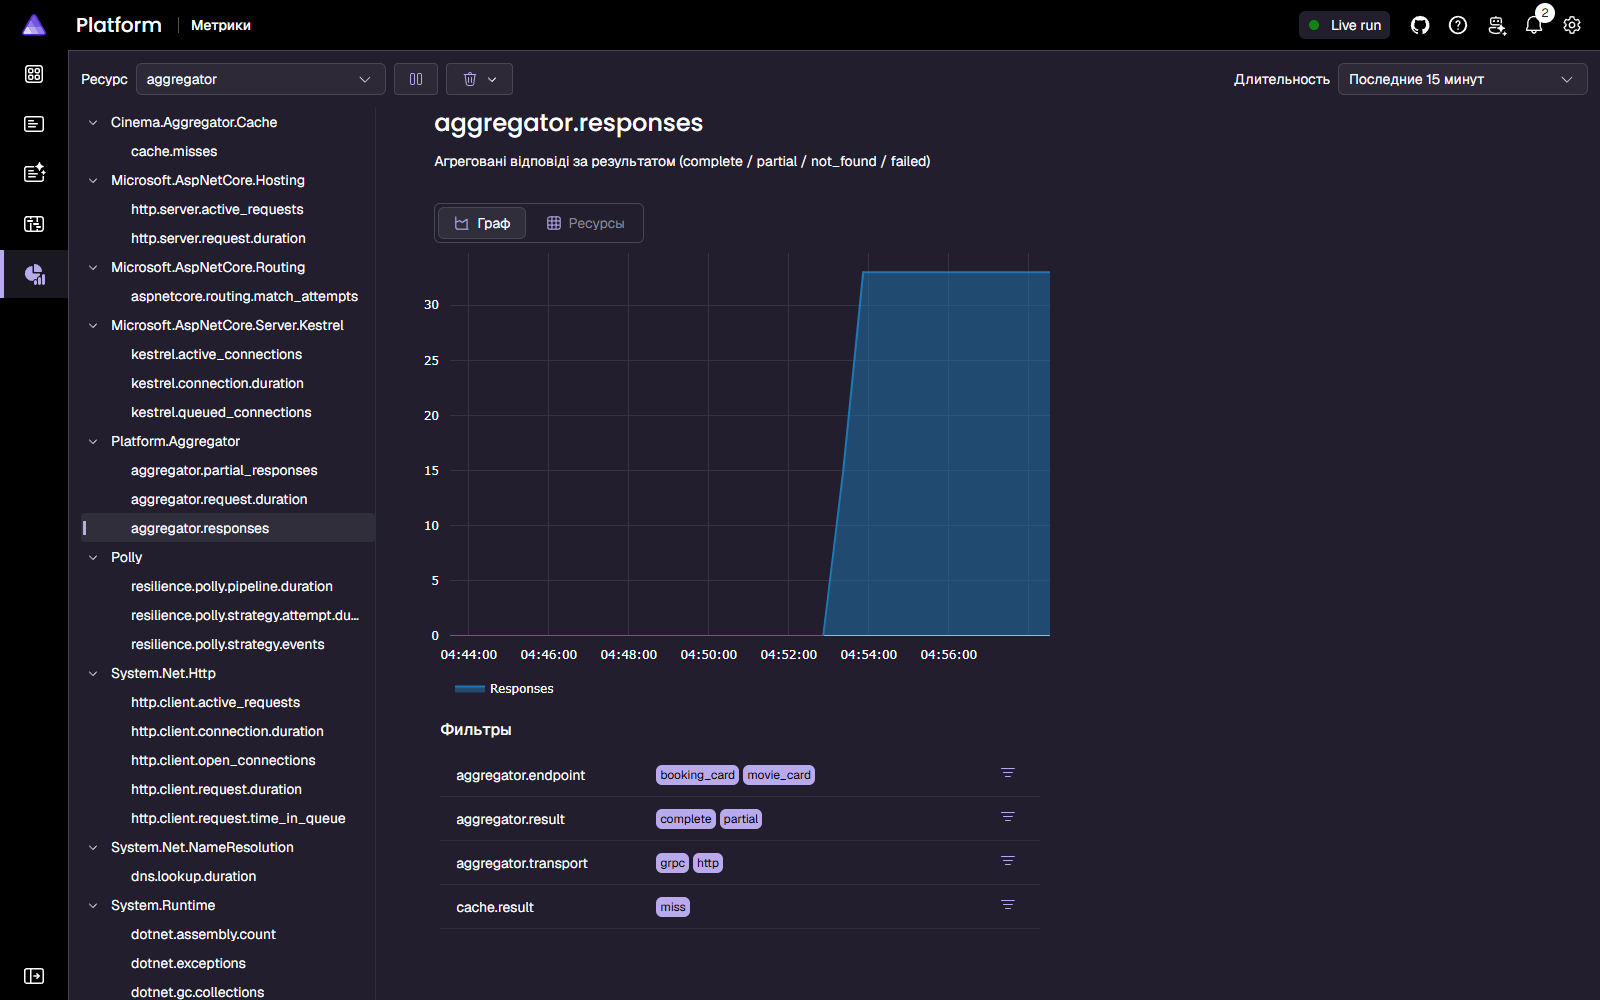 Platform
Метрики
Live run
2
Ресурс
aggregator
Длительность
Последние 15 минут
Cinema.Aggregator.Cache
cache.misses
Microsoft.AspNetCore.Hosting
http.server.active_requests
http.server.request.duration
Microsoft.AspNetCore.Routing
aspnetcore.routing.match_attempts
Microsoft.AspNetCore.Server.Kestrel
kestrel.active_connections
kestrel.connection.duration
kestrel.queued_connections
Platform.Aggregator
aggregator.partial_responses
aggregator.request.duration
aggregator.responses
Polly
resilience.polly.pipeline.duration
resilience.polly.strategy.attempt.du...
resilience.polly.strategy.events
System.Net.Http
http.client.active_requests
http.client.connection.duration
http.client.open_connections
http.client.request.duration
http.client.request.time_in_queue
System.Net.NameResolution
dns.lookup.duration
System.Runtime
dotnet.assembly.count
dotnet.exceptions
dotnet.gc.collections
aggregator.responses
Агреговані відповіді за результатом (complete / partial / not_found / failed)
Граф
Ресурсы
30
25
20
15
10
5
0
04:44:00 04:46:00 04:48:00 04:50:00 04:52:00 04:54:00 04:56:00
Responses
Фильтры
aggregator.endpoint booking_card movie_card
aggregator.result complete partial
aggregator.transport grpc http
cache.result miss